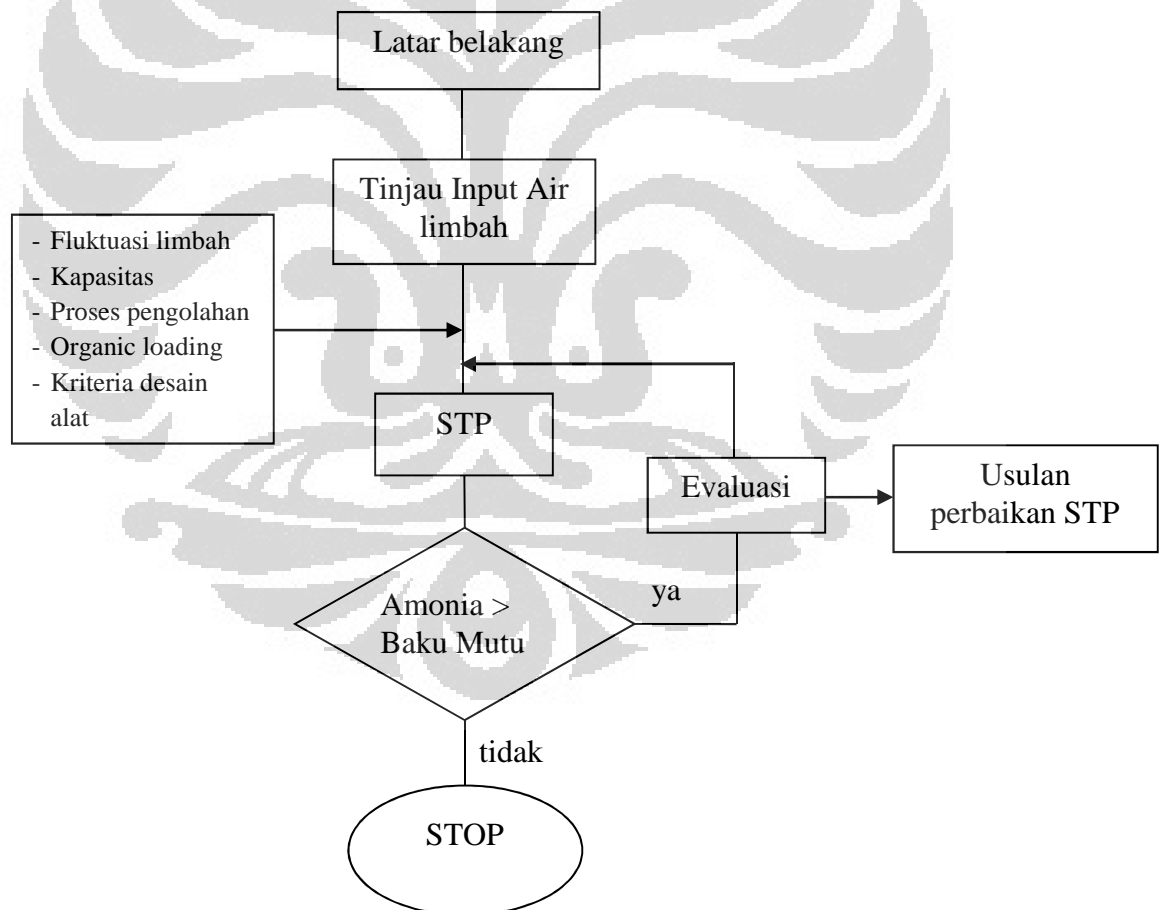 Latar belakang
Tinjau Input Air
limbah
- Fluktuasi limbah
- Kapasitas
- Proses pengolahan
- Organic loading
- Kriteria desain
alat
STP
Evaluasi
Usulan
perbaikan STP
ya
Amonia >
Baku Mutu
tidak
STOP